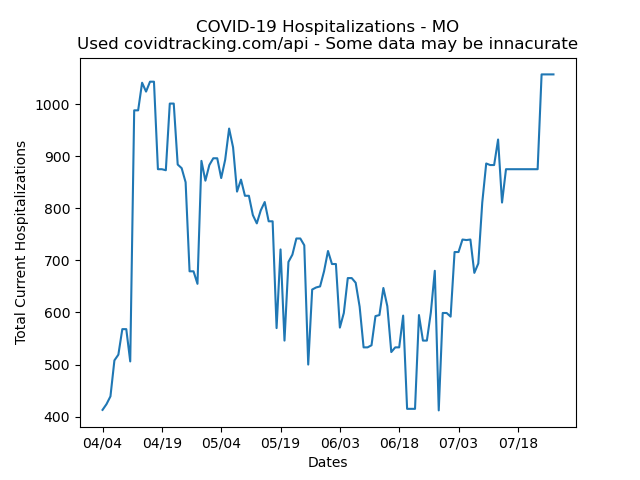 COVID-19 Hospitalizations - MO
Used covidtracking.com/api - Some data may be innacurate
Total Current Hospitalizations
1000
900
800
700
600
500
400
04/04 04/19 05/04 05/19 06/03 06/18 07/03 07/18
Dates